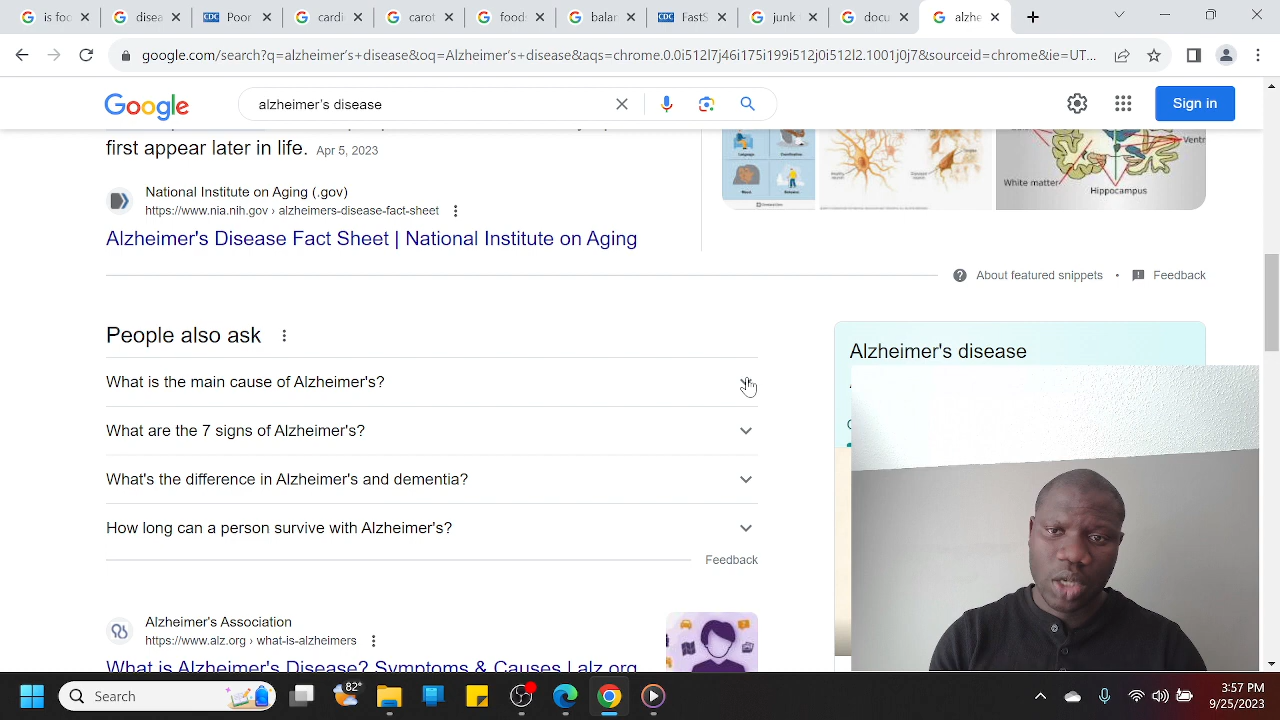 is foo
disea
CDC
Poor
cardi
carot
food
balar
CDC
FastS
junk
docu
alzhe
google.com/search?q=alzheimer's+disease&oq=Alzheimer's+disease&aqs=chrome.0.0i512l7j46i175i199i512j0i512l2.1001j0j7&sourceid=chrome&ie=UT...
Google
alzheimer's disease
Sign in
first appear later in life. Apr 5, 2023
National Institute on Aging (.gov)
https://www.nia.nih.gov › alzheimers-disease-fact-sheet
Alzheimer's Disease Fact Sheet | National Institute on Aging
Language
White matter
Hippocampus
Ventr
About featured snippets • Feedback
People also ask
What is the main cause of Alzheimer's?
What are the 7 signs of Alzheimer's?
What's the difference in Alzheimer's and dementia?
How long can a person survive with Alzheimer's?
Feedback
Alzheimer's disease
Alzheimer's Association
https://www.alz.org › what-is-alzheimers
What is Alzheimer's Disease? Symptoms & Causes | alz.org
Search
82°
3:57 PM
9/25/2023